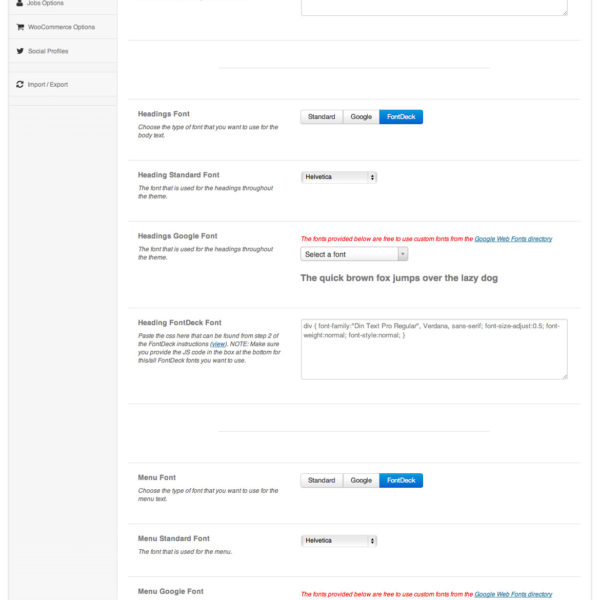 Jobs Options
WooCommerce Options
Social Profiles
Import / Export
Headings Font
Choose the type of font that you want to use for the
body text.
Standard Google FontDeck
Heading Standard Font
The font that is used for the headings throughout
the theme.
Helvetica
Headings Google Font
The font that is used for the headings throughout
the theme.
The fonts provided below are free to use custom fonts from the Google Web Fonts directory
Select a font
The quick brown fox jumps over the lazy dog
Heading FontDeck Font
Paste the css here that can be found from step 2 of
the FontDeck instructions (view). NOTE: Make sure
you provide the JS code in the box at the bottom for
this/all FontDeck fonts you want to use.
div { font-family:"Din Text Pro Regular", Verdana, sans-serif; font-size-adjust:0.5; font-
weight:normal; font-style:normal; }
Menu Font
Choose the type of font that you want to use for the
menu text.
Standard Google FontDeck
Menu Standard Font
The font that is used for the menu.
Helvetica
Menu Google Font
The fonts provided below are free to use custom fonts from the Google Web Fonts directory